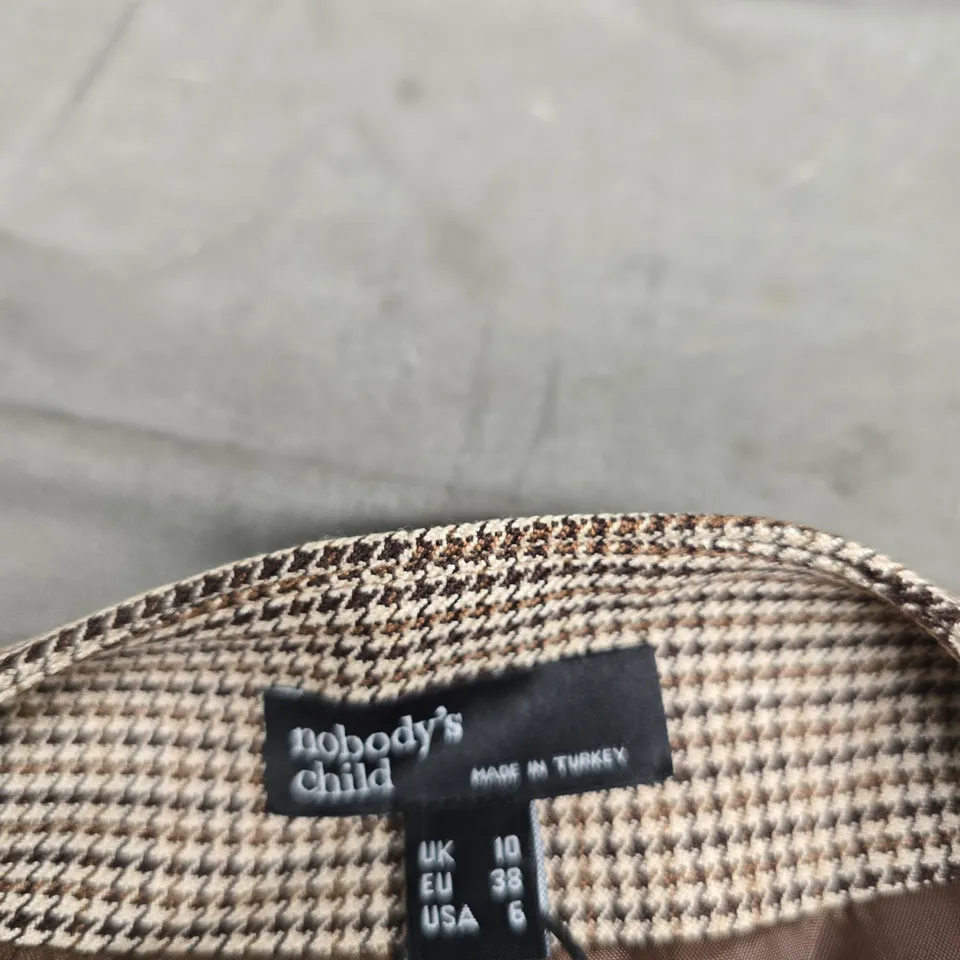 nobody's
child
MADE IN TURKEY
UK 10
EU 38
USA 6